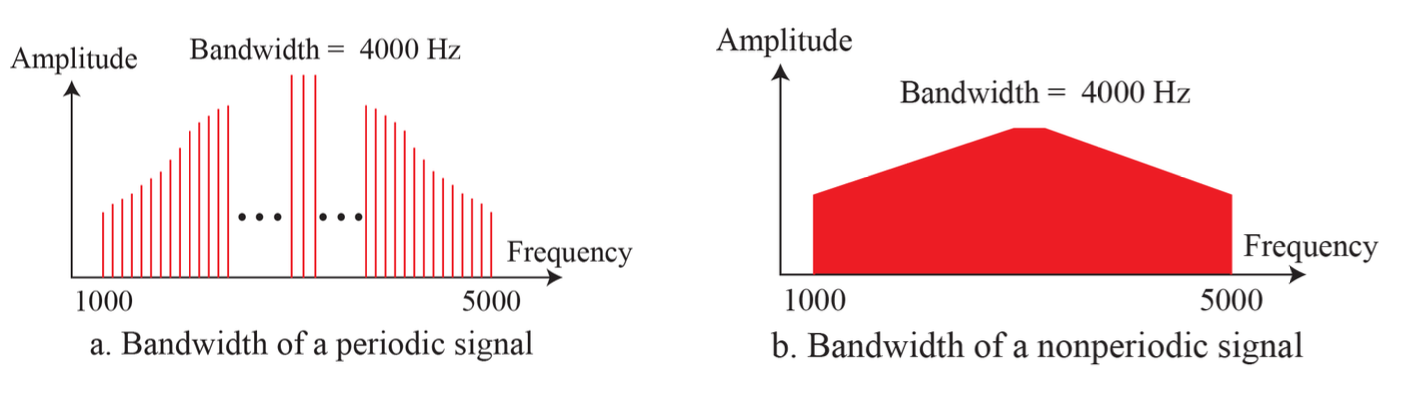 Amplitude
Bandwidth = 4000 Hz
Frequency
1000
5000
a. Bandwidth of a periodic signal
Amplitude
Bandwidth = 4000 Hz
Frequency
1000
5000
b. Bandwidth of a nonperiodic signal